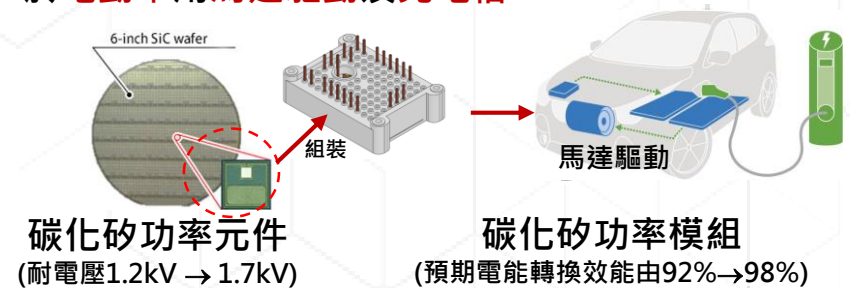 6-inch SiC wafer
組裝
馬達驅動
碳化矽功率元件
(耐電壓1.2kV → 1.7kV)
碳化矽功率模組
(預期電能轉換效能由92%→98%)